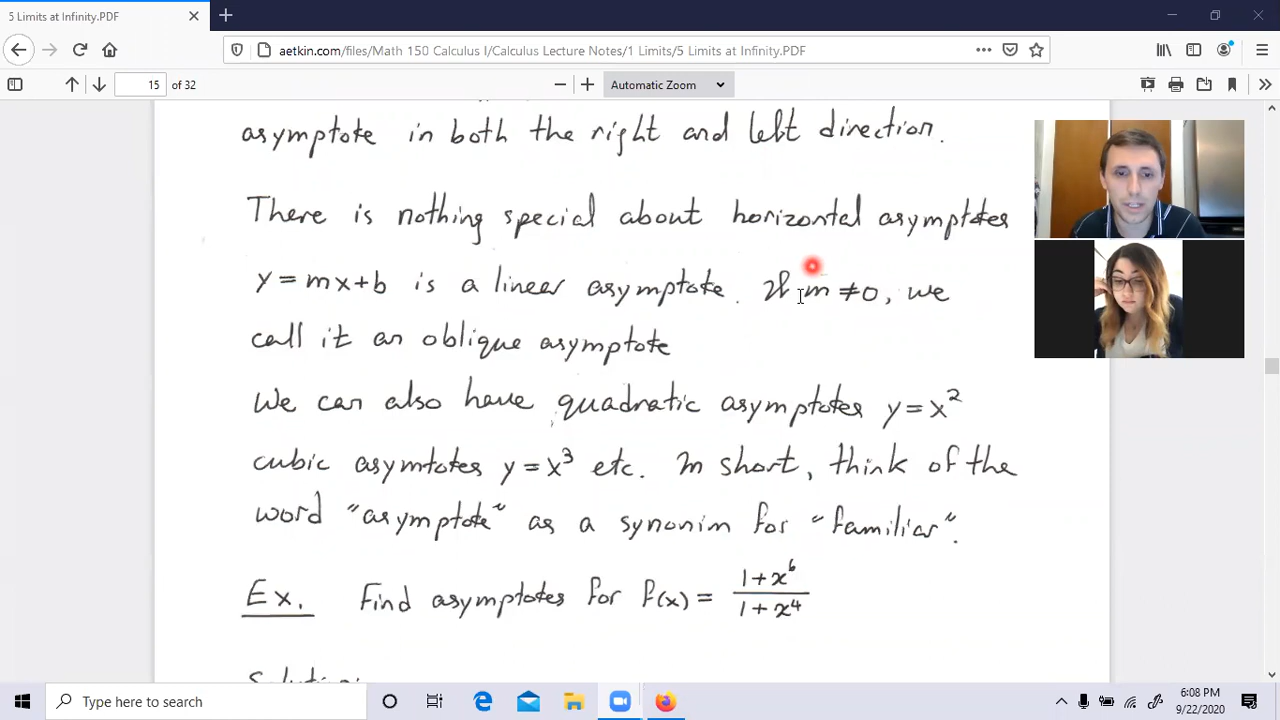 5 Limits at Infinity.PDF
aetkin.com/files/Math 150 Calculus I/Calculus Lecture Notes/1 Limits/5 Limits at Infinity.PDF
15 of 32
Automatic Zoom
asymptote in both the right and left direction.
There is nothing special about horizontal asymptotes
y = mx+b is a linear asymptote. If m ≠ 0, we
call it an oblique asymptote
We can also have quadratic asymptotes y = x²
cubic asymtotes y = x³ etc. In short, think of the
word "asymptote" as a synonim for "familiar".
Ex. Find asymptotes for f(x) = (1+x⁶)/(1+x⁴)
Type here to search
6:08 PM
9/22/2020